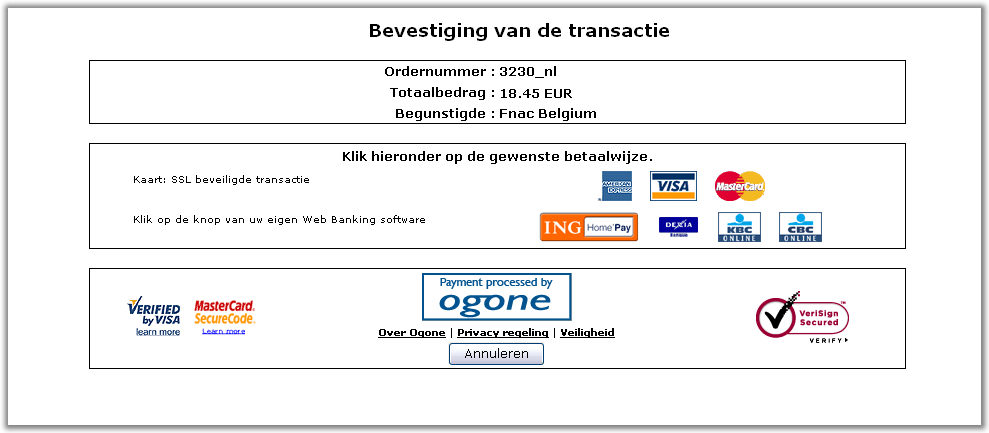 Bevestiging van de transactie
Ordernummer : 3230_nl
Totaalbedrag : 18.45 EUR
Begunstigde : Fnac Belgium
Klik hieronder op de gewenste betaalwijze.
Kaart: SSL beveiligde transactie
AMERICAN EXPRESS
VISA
MasterCard
Klik op de knop van uw eigen Web Banking software
ING Home'Pay
DEXIA
KBC ONLINE
CBC ONLINE
VERIFIED by VISA
learn more
MasterCard.
SecureCode.
Learn more
Payment processed by
ogone
Over Ogone | Privacy regeling | Veiligheid
Annuleren
VeriSign
Secured
™
VERIFY